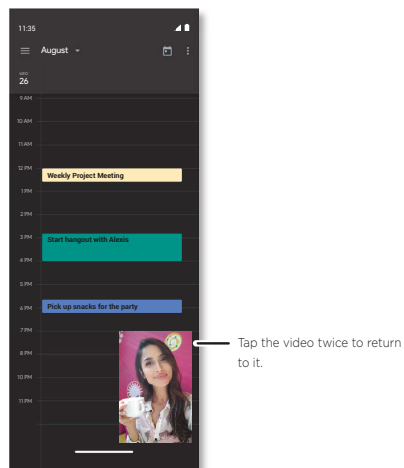 11:35
August
WED
26
9 AM
10 AM
11 AM
12 PM
Weekly Project Meeting
1 PM
2 PM
3 PM
Start hangout with Alexis
4 PM
5 PM
6 PM
Pick up snacks for the party
7 PM
8 PM
10 PM
11 PM
Tap the video twice to return
to it.